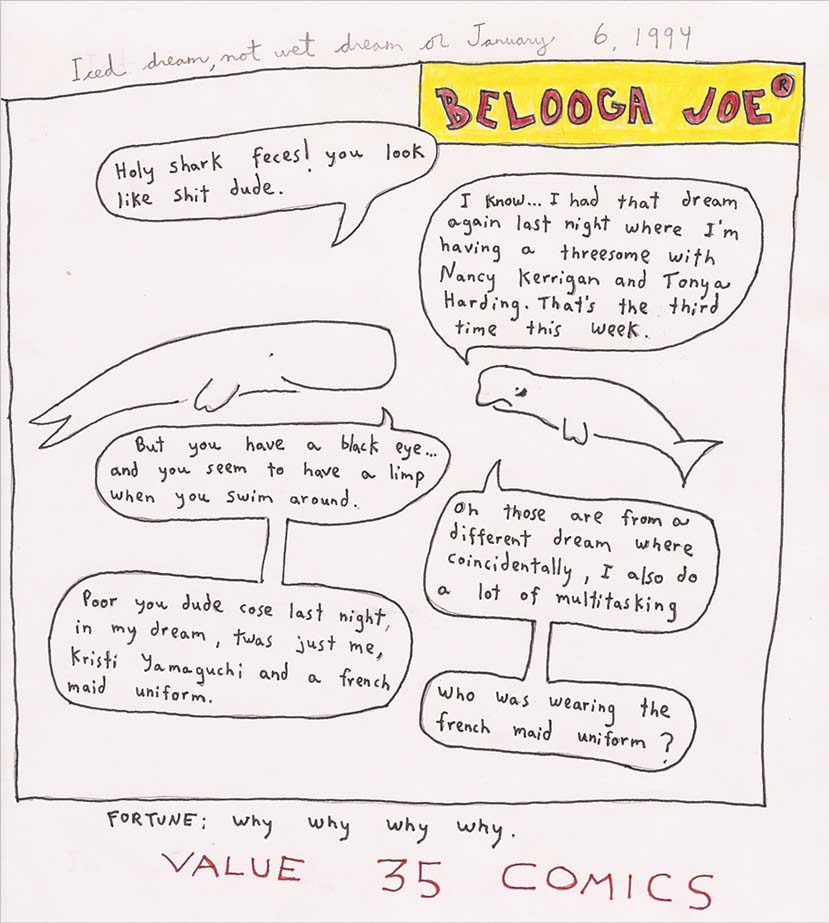 Iced dream, not wet dream or January 6, 1994
BELOOGA JOE®
Holy shark feces! you look
like shit dude.
I know... I had that dream
again last night where I'm
having a threesome with
Nancy Kerrigan and Tonya
Harding. That's the third
time this week.
But you have a black eye...
and you seem to have a limp
when you swim around.
Oh those are from a
different dream where
coincidentally, I also do
a lot of multitasking
Poor you dude cose last night,
in my dream, twas just me,
Kristi Yamaguchi and a french
maid uniform.
Who was wearing the
french maid uniform?
FORTUNE: why why why why.
VALUE 35 COMICS